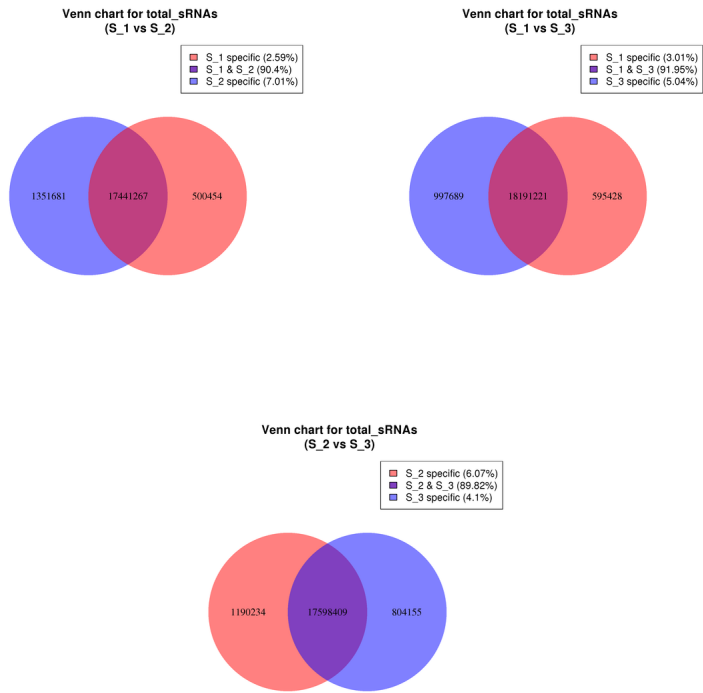 Venn chart for total_sRNAs
(S_1 vs S_2)
S_1 specific (2.59%)
S_1 & S_2 (90.4%)
S_2 specific (7.01%)
1351681
17441267
500454
Venn chart for total_sRNAs
(S_1 vs S_3)
S_1 specific (3.01%)
S_1 & S_3 (91.95%)
S_3 specific (5.04%)
997689
18191221
595428
Venn chart for total_sRNAs
(S_2 vs S_3)
S_2 specific (6.07%)
S_2 & S_3 (89.82%)
S_3 specific (4.1%)
1190234
17598409
804155